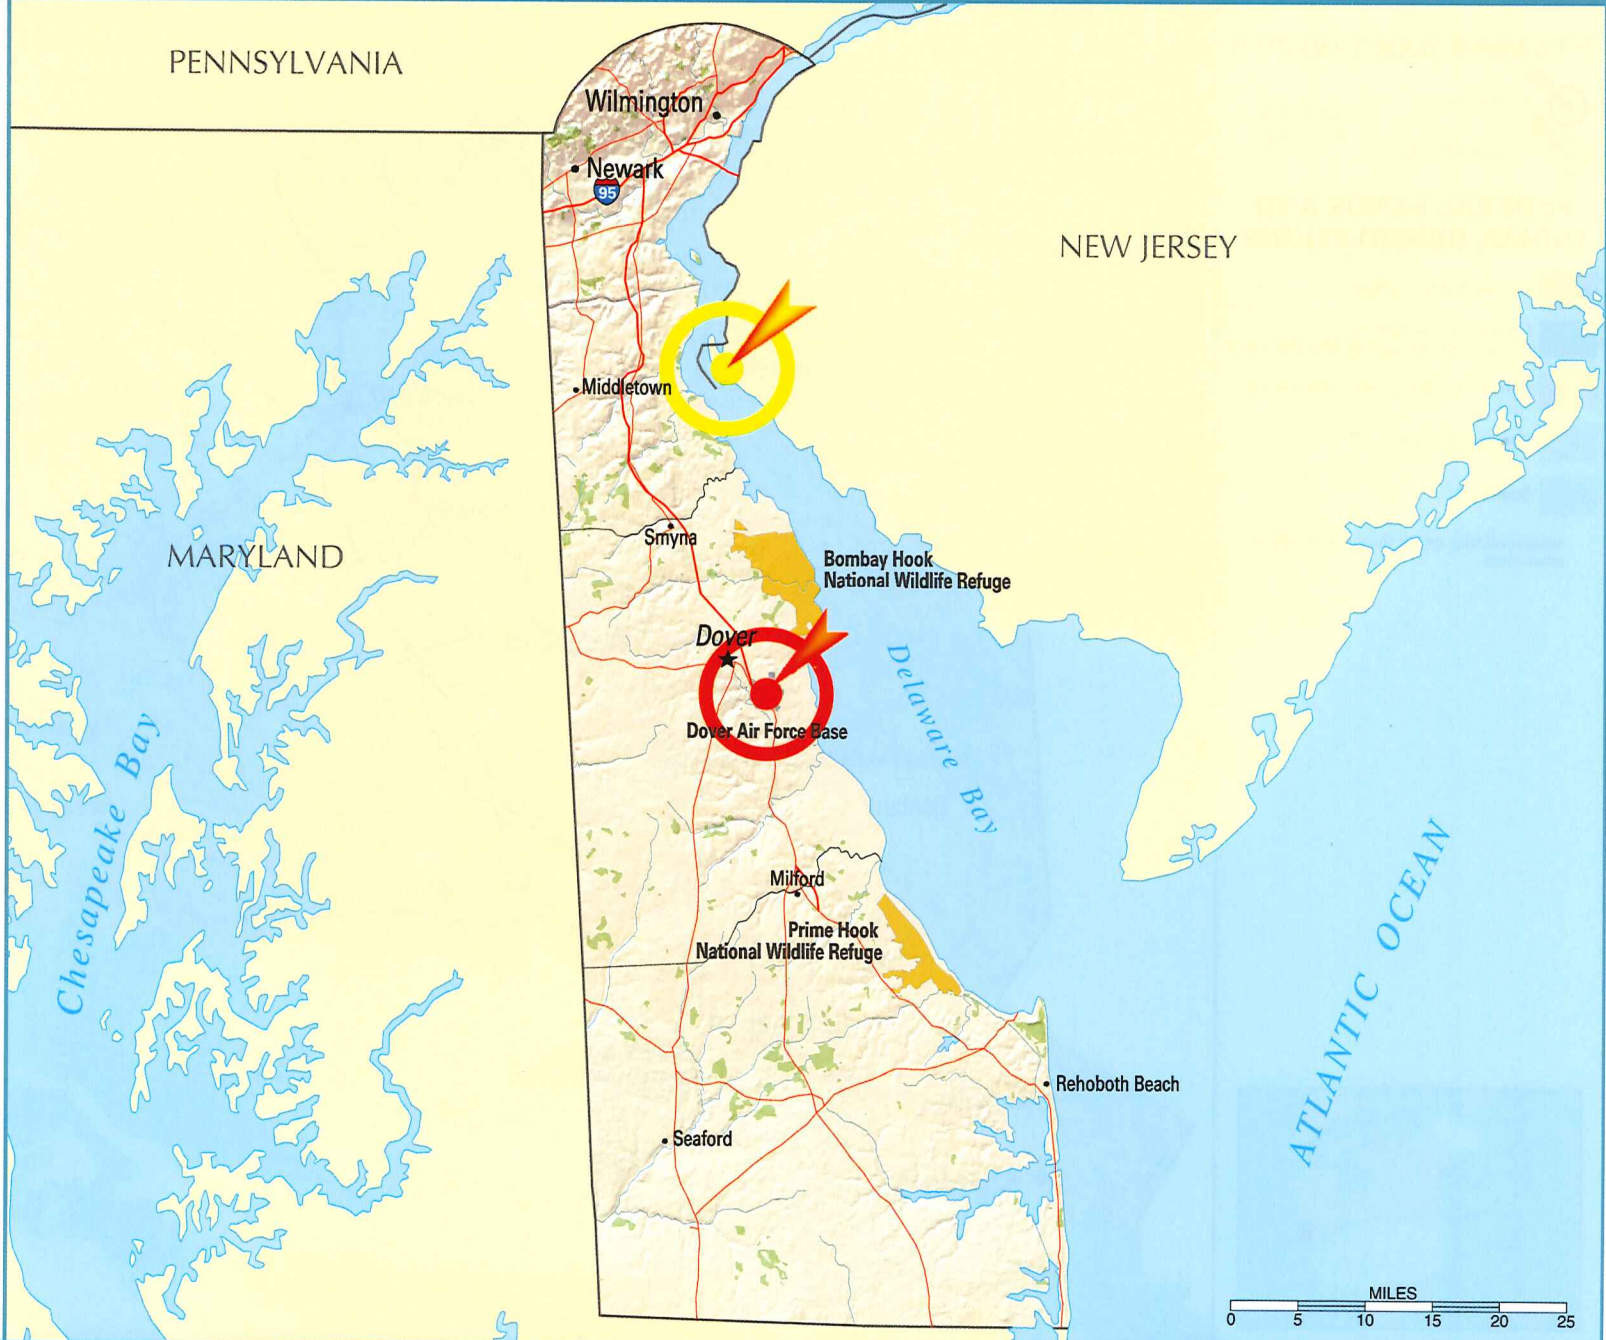 PENNSYLVANIA
Wilmington
Newark
95
NEW JERSEY
Middletown
MARYLAND
Smyna
Bombay Hook
National Wildlife Refuge
Dover
Delaware Bay
Dover Air Force Base
Chesapeake Bay
Milford
Prime Hook
National Wildlife Refuge
ATLANTIC OCEAN
Rehoboth Beach
Seaford
MILES
0 5 10 15 20 25